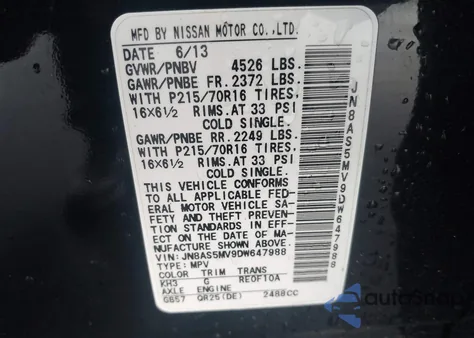 MFD BY NISSAN MOTOR CO.,LTD.
DATE 6/13
GVWR/PNBV 4526 LBS.
GAWR/PNBE FR. 2372 LBS.
WITH P215/70R16 TIRES,
16X6½ RIMS,AT 33 PSI
COLD SINGLE.
GAWR/PNBE RR. 2249 LBS.
WITH P215/70R16 TIRES,
16X6½ RIMS,AT 33 PSI
COLD SINGLE.
THIS VEHICLE CONFORMS
TO ALL APPLICABLE FED-
ERAL MOTOR VEHICLE SA-
FETY AND THEFT PREVENTION
STANDARDS IN EFF-
ECT ON THE DATE OF MA-
NUFACTURE SHOWN ABOVE.
VIN:JN8AS5MV9DW647988
TYPE:MPV
COLOR TRIM TRANS
KH3 G RE0F10A
AXLE ENGINE
GB57 QR25(DE) 2488CC
JN8AS5MV9DW647988
autoSnap